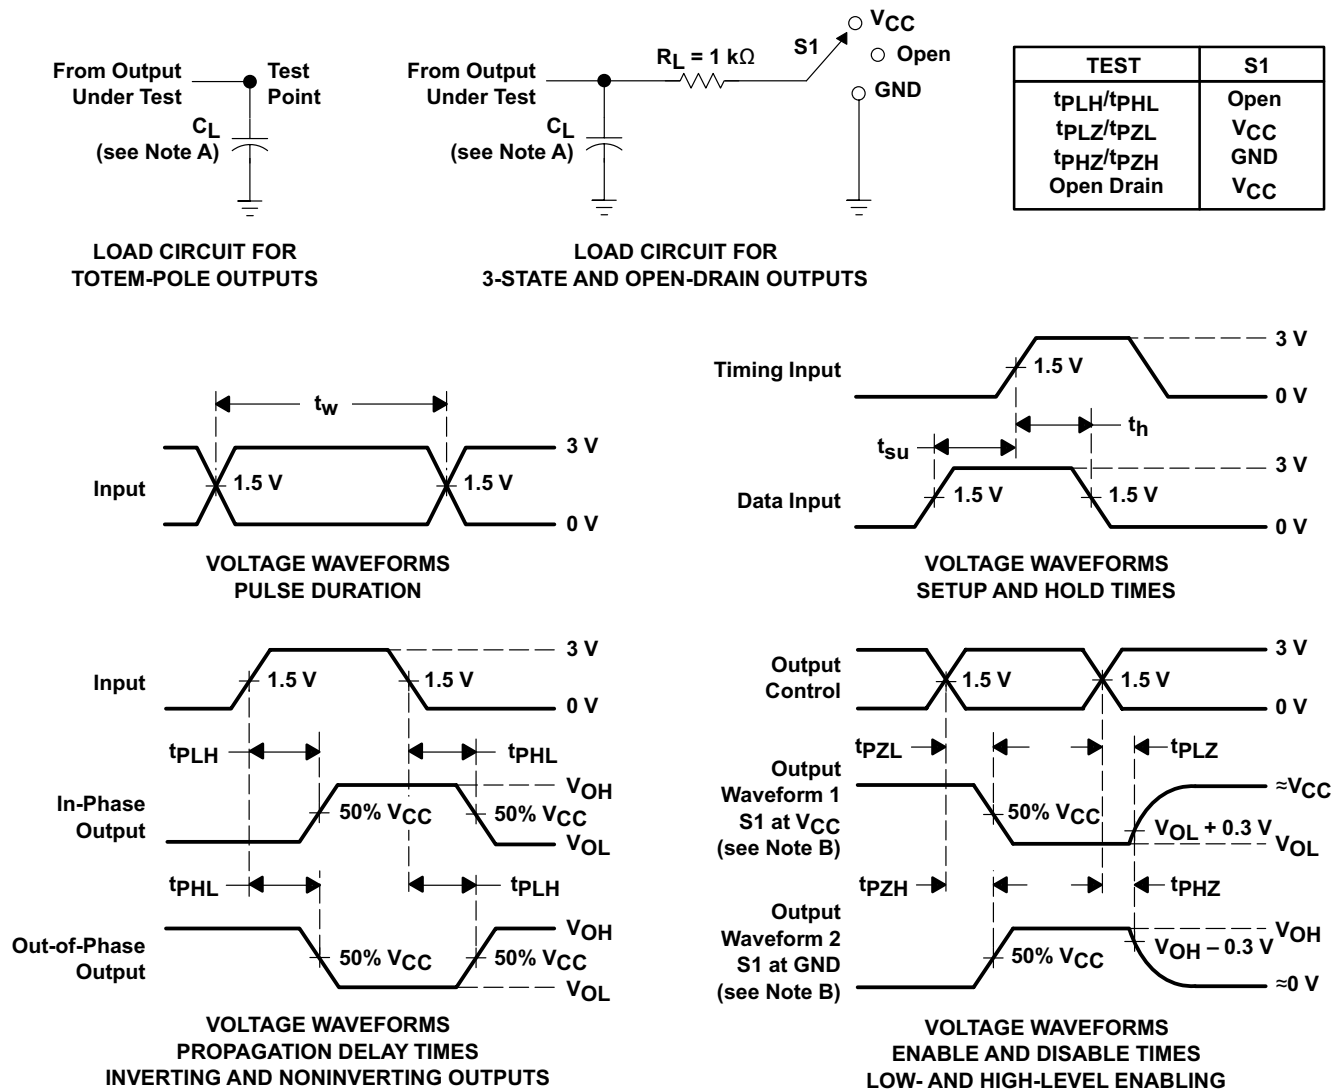 From Output
Under Test
Test
Point
CL
(see Note A)
LOAD CIRCUIT FOR
TOTEM-POLE OUTPUTS
From Output
Under Test
CL
(see Note A)
RL = 1 kΩ
S1
VCC
Open
GND
LOAD CIRCUIT FOR
3-STATE AND OPEN-DRAIN OUTPUTS
TEST S1
tPLH/tPHL Open
tPLZ/tPZL VCC
tPHZ/tPZH GND
Open Drain VCC
tw
Input
1.5 V
1.5 V
3 V
0 V
VOLTAGE WAVEFORMS
PULSE DURATION
Timing Input
1.5 V
3 V
0 V
th
tsu
Data Input
1.5 V
1.5 V
3 V
0 V
VOLTAGE WAVEFORMS
SETUP AND HOLD TIMES
Input
1.5 V
1.5 V
3 V
0 V
tPLH
tPHL
In-Phase
Output
50% VCC
50% VCC
VOH
VOL
tPHL
tPLH
Out-of-Phase
Output
50% VCC
50% VCC
VOH
VOL
VOLTAGE WAVEFORMS
PROPAGATION DELAY TIMES
INVERTING AND NONINVERTING OUTPUTS
Output
Control
1.5 V
1.5 V
3 V
0 V
tPZL
tPLZ
Output
Waveform 1
S1 at VCC
(see Note B)
50% VCC
VOL + 0.3 V
≈VCC
VOL
tPZH
tPHZ
Output
Waveform 2
S1 at GND
(see Note B)
50% VCC
VOH – 0.3 V
VOH
≈0 V
VOLTAGE WAVEFORMS
ENABLE AND DISABLE TIMES
LOW- AND HIGH-LEVEL ENABLING